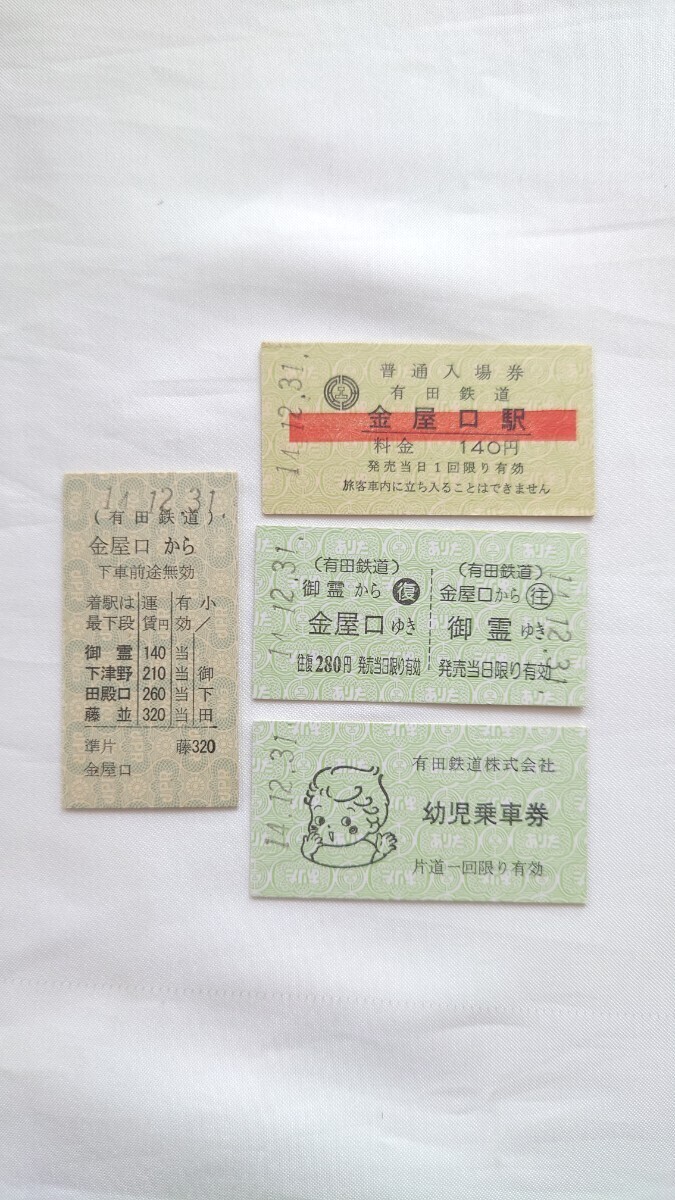 14.12.31
(有田鉄道)
金屋口 から
下車前途無効
着駅は 運 有 小
最下段 賃円 効 /
御霊 140 当
下津野 210 当 御
田殿口 260 当 下
藤並 320 当 田
準片 藤320
金屋口
14.12.31.
普通入場券
有田鉄道
金屋口駅
料金 140円
発売当日1回限り有効
旅客車内に立ち入ることはできません
14.12.31.
(有田鉄道)
御霊 から 復
金屋口 ゆき
往復280円 発売当日限り有効
(有田鉄道)
金屋口から 往
御霊 ゆき
発売当日限り有効
14.12.31.
14.12.31
有田鉄道株式会社
幼児乗車券
片道一回限り有効